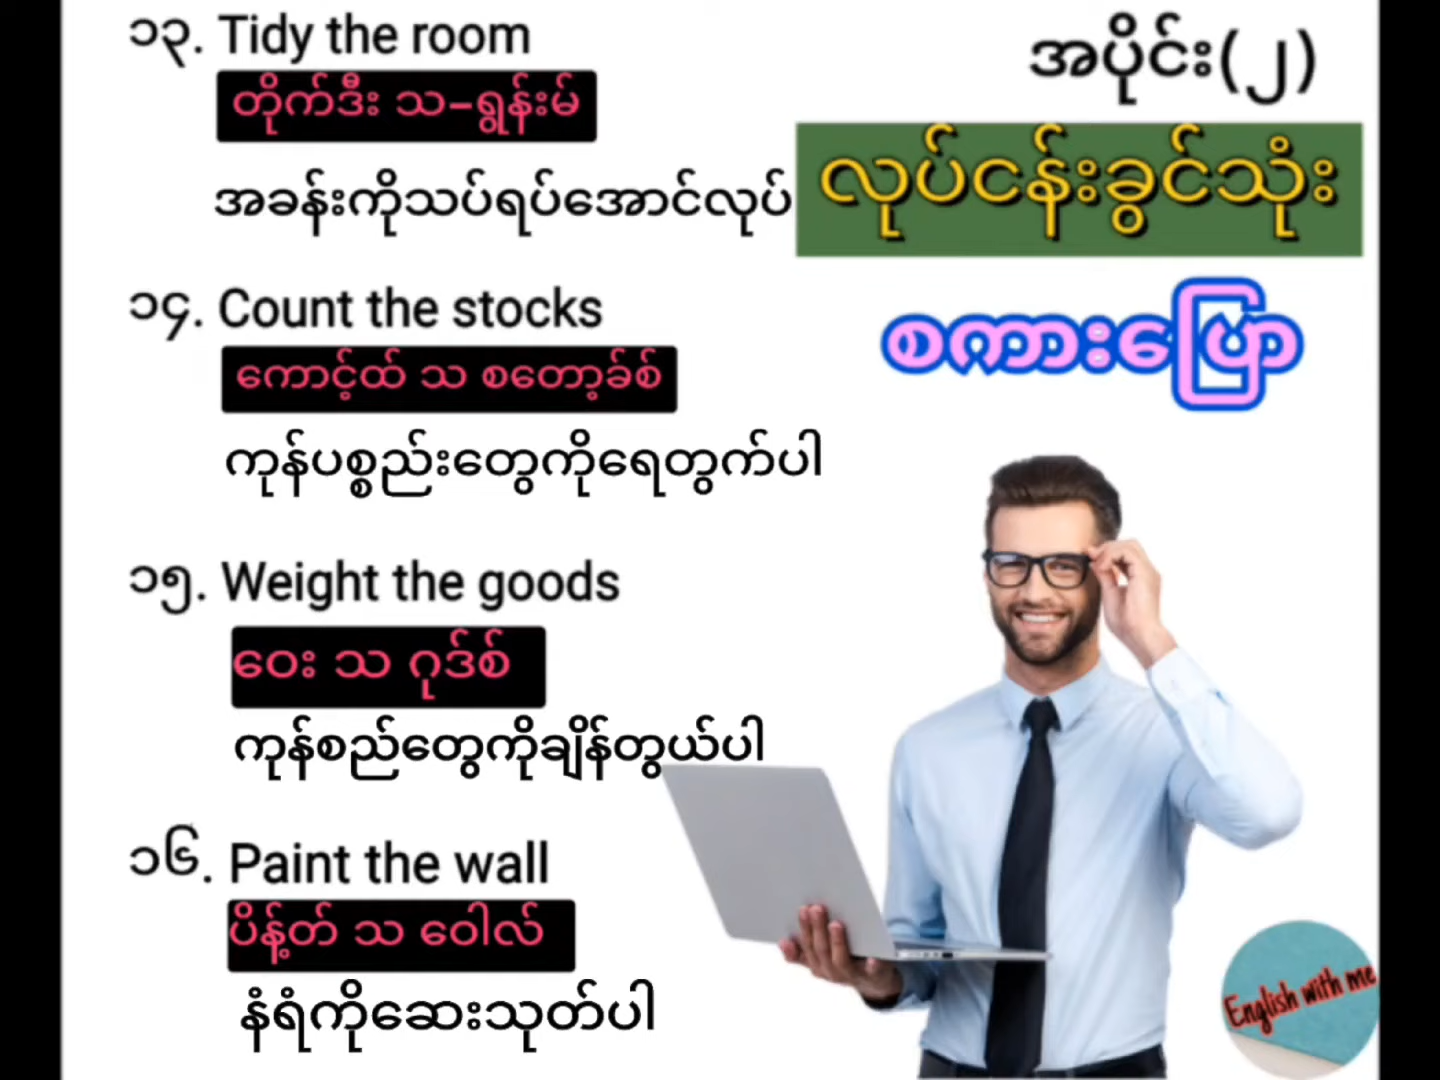 ၁၃. Tidy the room
တိုက်ဒီး သ-ရွန်းမ်
အခန်းကိုသပ်ရပ်အောင်လုပ်
အပိုင်း(၂)
လုပ်ငန်းခွင်သုံး
စကားပြော
၁၄. Count the stocks
ကောင့်ထ် သ စတော့ခ်စ်
ကုန်ပစ္စည်းတွေကိုရေတွက်ပါ
၁၅. Weight the goods
ဝေး သ ဂုဒ်စ်
ကုန်စည်တွေကိုချိန်တွယ်ပါ
၁၆. Paint the wall
ပိန့်တ် သ ဝေါလ်
နံရံကိုဆေးသုတ်ပါ
English with me